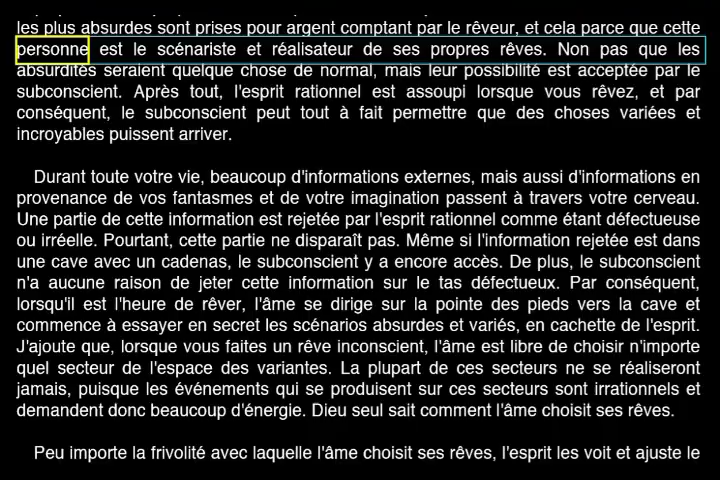 les plus absurdes sont prises pour argent comptant par le rêveur, et cela parce que cette
personne est le scénariste et réalisateur de ses propres rêves. Non pas que les
absurdités seraient quelque chose de normal, mais leur possibilité est acceptée par le
subconscient. Après tout, l'esprit rationnel est assoupi lorsque vous rêvez, et par
conséquent, le subconscient peut tout à fait permettre que des choses variées et
incroyables puissent arriver.
Durant toute votre vie, beaucoup d'informations externes, mais aussi d'informations en
provenance de vos fantasmes et de votre imagination passent à travers votre cerveau.
Une partie de cette information est rejetée par l'esprit rationnel comme étant défectueuse
ou irréelle. Pourtant, cette partie ne disparaît pas. Même si l'information rejetée est dans
une cave avec un cadenas, le subconscient y a encore accès. De plus, le subconscient
n'a aucune raison de jeter cette information sur le tas défectueux. Par conséquent,
lorsqu'il est l'heure de rêver, l'âme se dirige sur la pointe des pieds vers la cave et
commence à essayer en secret les scénarios absurdes et variés, en cachette de l'esprit.
J'ajoute que, lorsque vous faites un rêve inconscient, l'âme est libre de choisir n'importe
quel secteur de l'espace des variantes. La plupart de ces secteurs ne se réaliseront
jamais, puisque les événements qui se produisent sur ces secteurs sont irrationnels et
demandent donc beaucoup d'énergie. Dieu seul sait comment l'âme choisit ses rêves.
Peu importe la frivolité avec laquelle l'âme choisit ses rêves, l'esprit les voit et ajuste le